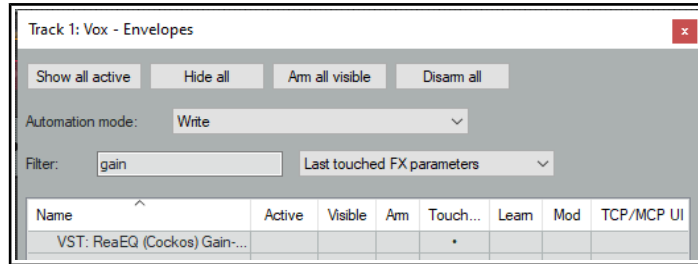 Track 1: Vox - Envelopes x
Show all active Hide all Arm all visible Disarm all
Automation mode: Write
Filter: gain Last touched FX parameters
Name Active Visible Arm Touch... Learn Mod TCP/MCP UI
VST: ReaEQ (Cockos) Gain-... •